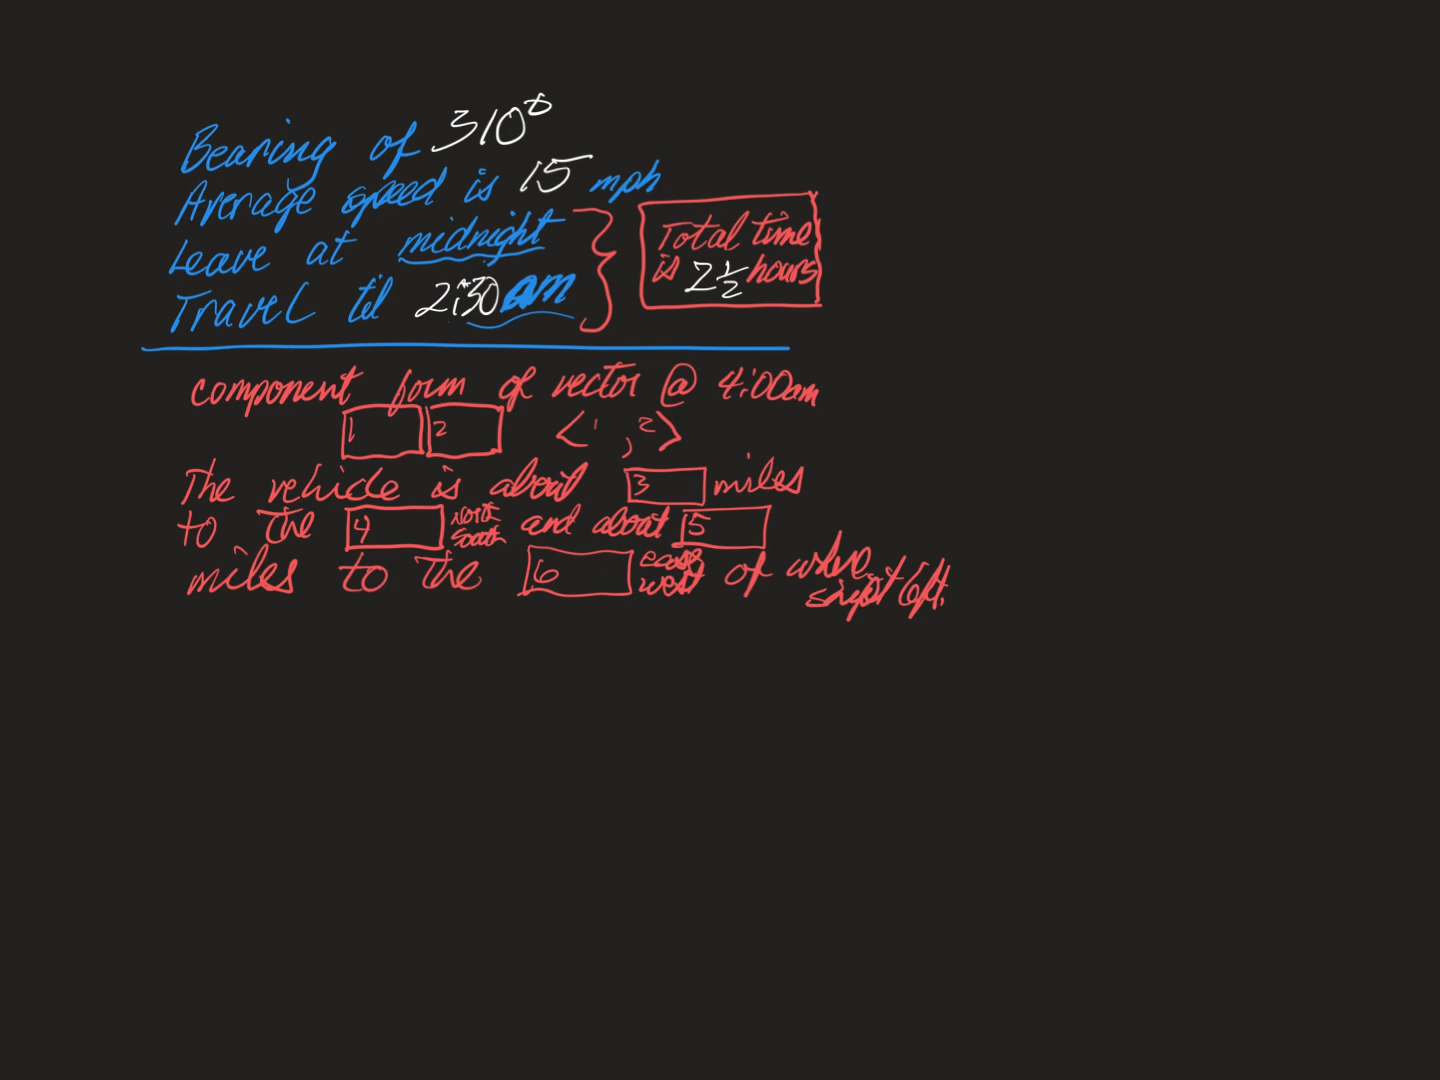 Bearing of 310°
Average speed is 15 mph
Leave at midnight
Travel til 2:30am
Total time
is 2 1/2 hours
component form of vector @ 4:00am
1 2 <1, 2>
The vehicle is about 3 miles
to the 4 north south and about 5
miles to the 6 east west of where
ship left.